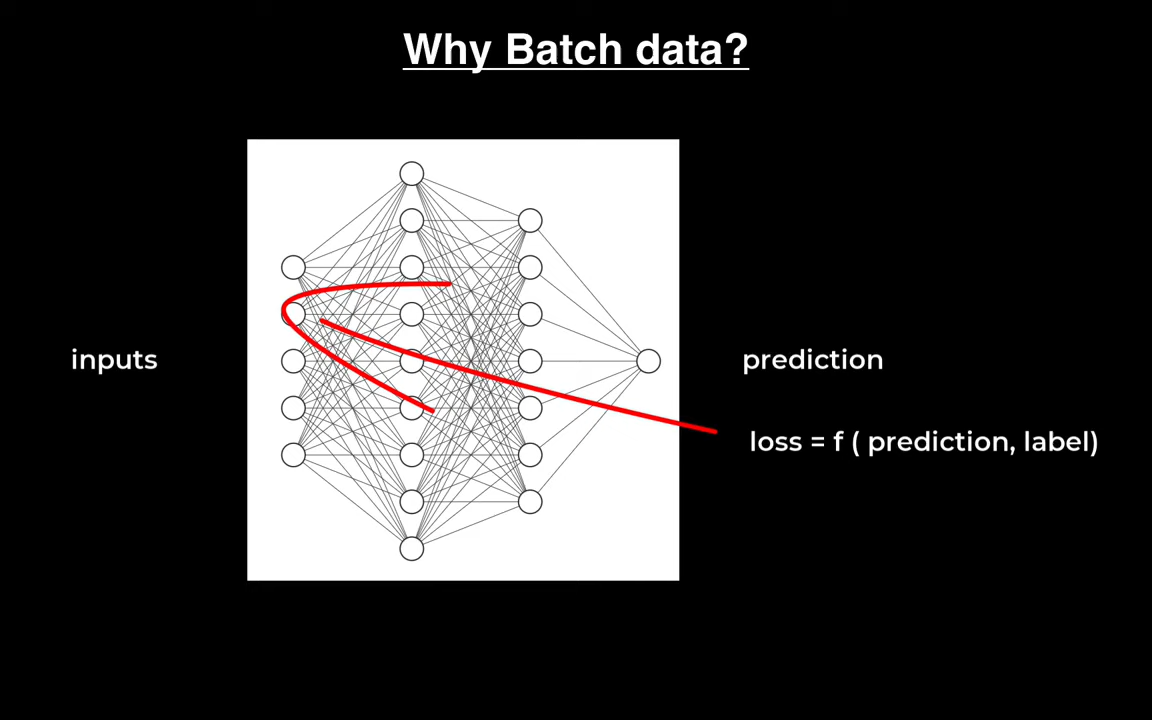 Why Batch data?
inputs
prediction
loss = f ( prediction, label)